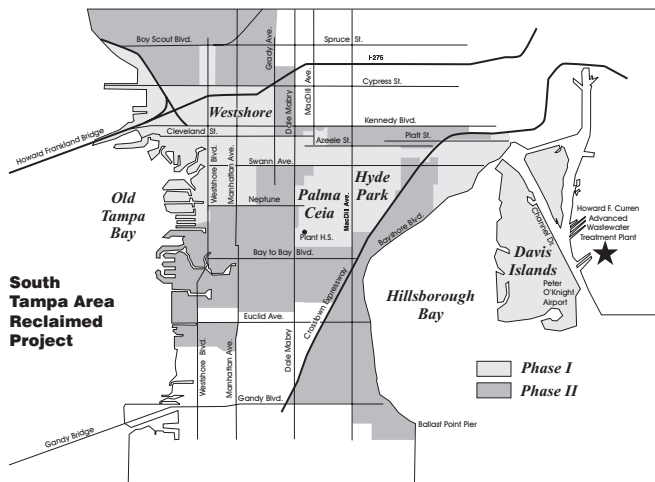 Boy Scout Blvd.
Grady Ave.
Spruce St.
I-275
MacDill Ave.
Cypress St.
Westshore
Dale Mabry
Kennedy Blvd.
Cleveland St.
Platt St.
Azeele St.
Howard Frankland Bridge
Westshore Blvd.
Manhattan Ave.
Swann Ave.
Hyde
Park
Old
Tampa
Bay
Neptune
Palma
Ceia
MacDill Ave.
Plant H.S.
Bayshore Blvd.
Channel Dr.
Howard F. Curren
Advanced
Wastewater
Treatment Plant
Bay to Bay Blvd.
Davis
Islands
South
Tampa Area
Reclaimed
Project
Crosstown Expressway
Hillsborough
Bay
Peter
O'Knight
Airport
Euclid Ave.
Westshore Blvd.
Manhattan Ave.
Dale Mabry
Phase I
Phase II
Gandy Blvd.
Gandy Bridge
Ballast Point Pier